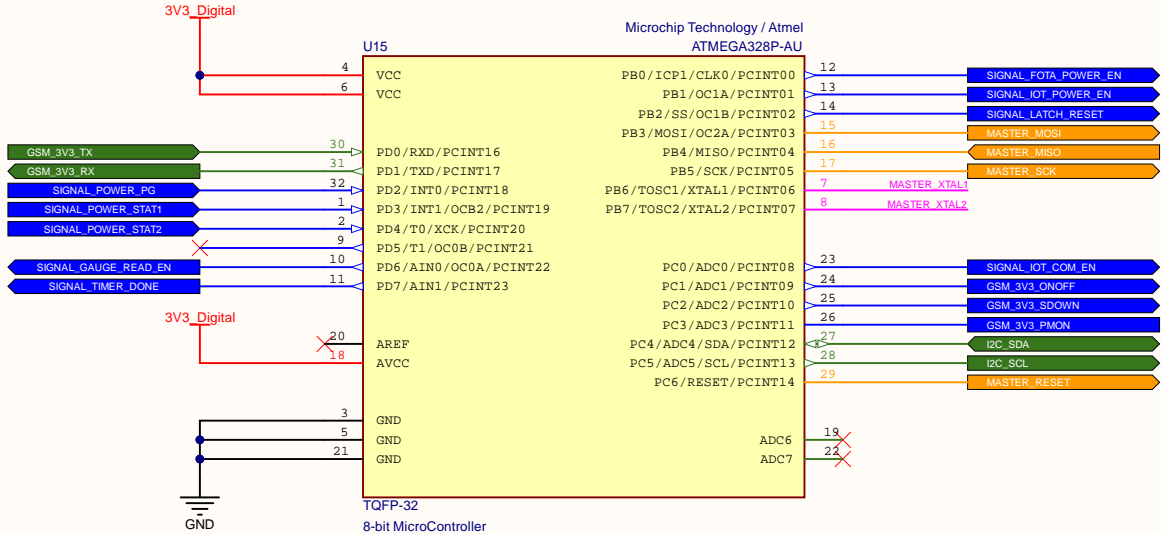 3V3_Digital
Microchip Technology / Atmel
U15
ATMEGA328P-AU
4 VCC
6 VCC
GSM_3V3_TX 30 PD0/RXD/PCINT16
GSM_3V3_RX 31 PD1/TXD/PCINT17
SIGNAL_POWER_PG 32 PD2/INT0/PCINT18
SIGNAL_POWER_STAT1 1 PD3/INT1/OCB2/PCINT19
SIGNAL_POWER_STAT2 2 PD4/T0/XCK/PCINT20
9 PD5/T1/OC0B/PCINT21
SIGNAL_GAUGE_READ_EN 10 PD6/AIN0/OC0A/PCINT22
SIGNAL_TIMER_DONE 11 PD7/AIN1/PCINT23
3V3_Digital
20 AREF
18 AVCC
3 GND
5 GND
21 GND
GND
PB0/ICP1/CLK0/PCINT00 12 SIGNAL_FOTA_POWER_EN
PB1/OC1A/PCINT01 13 SIGNAL_IOT_POWER_EN
PB2/SS/OC1B/PCINT02 14 SIGNAL_LATCH_RESET
PB3/MOSI/OC2A/PCINT03 15 MASTER_MOSI
PB4/MISO/PCINT04 16 MASTER_MISO
PB5/SCK/PCINT05 17 MASTER_SCK
PB6/TOSC1/XTAL1/PCINT06 7 MASTER_XTAL1
PB7/TOSC2/XTAL2/PCINT07 8 MASTER_XTAL2
PC0/ADC0/PCINT08 23 SIGNAL_IOT_COM_EN
PC1/ADC1/PCINT09 24 GSM_3V3_ONOFF
PC2/ADC2/PCINT10 25 GSM_3V3_SDOWN
PC3/ADC3/PCINT11 26 GSM_3V3_PMON
PC4/ADC4/SDA/PCINT12 27 I2C_SDA
PC5/ADC5/SCL/PCINT13 28 I2C_SCL
PC6/RESET/PCINT14 29 MASTER_RESET
ADC6 19
ADC7 22
TQFP-32
8-bit MicroController